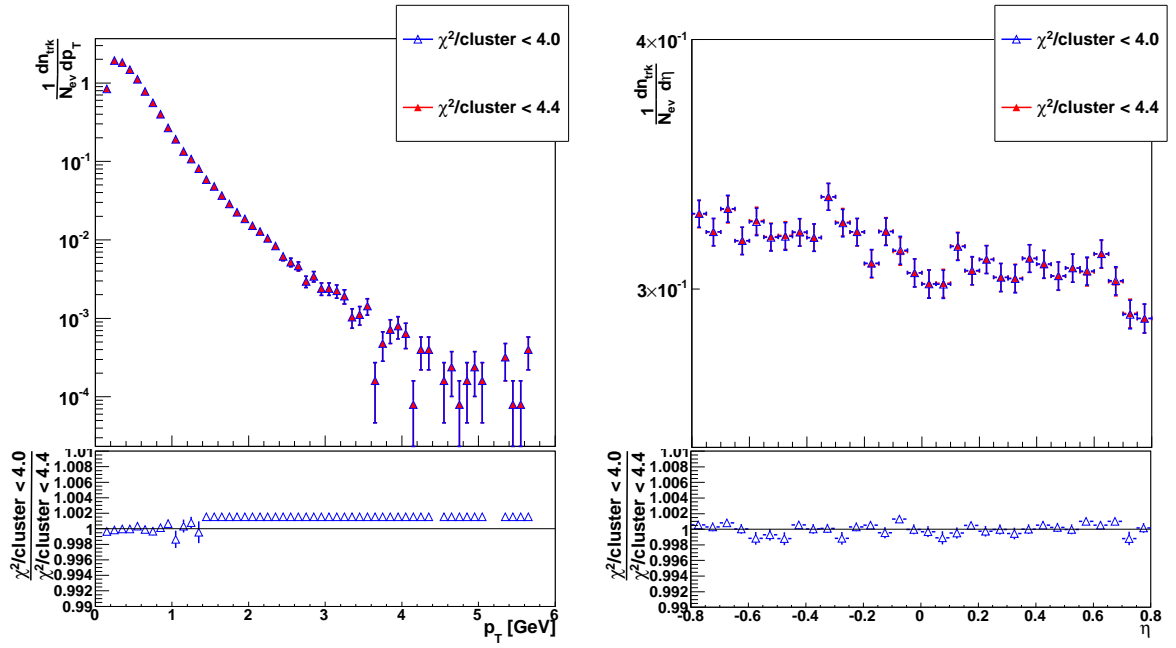 χ²/cluster < 4.0
χ²/cluster < 4.4
1/N_ev dn_trk/dp_T
1
10⁻¹
10⁻²
10⁻³
10⁻⁴
χ²/cluster < 4.0
χ²/cluster < 4.4
1.01
1.008
1.006
1.004
1.002
1
0.998
0.996
0.994
0.992
0.99
0 1 2 3 4 5 6
p_T [GeV]
χ²/cluster < 4.0
χ²/cluster < 4.4
1/N_ev dn_trk/dη
4×10⁻¹
3×10⁻¹
χ²/cluster < 4.0
χ²/cluster < 4.4
1.01
1.008
1.006
1.004
1.002
1
0.998
0.996
0.994
0.992
0.99
-0.8 -0.6 -0.4 -0.2 0 0.2 0.4 0.6 0.8
η